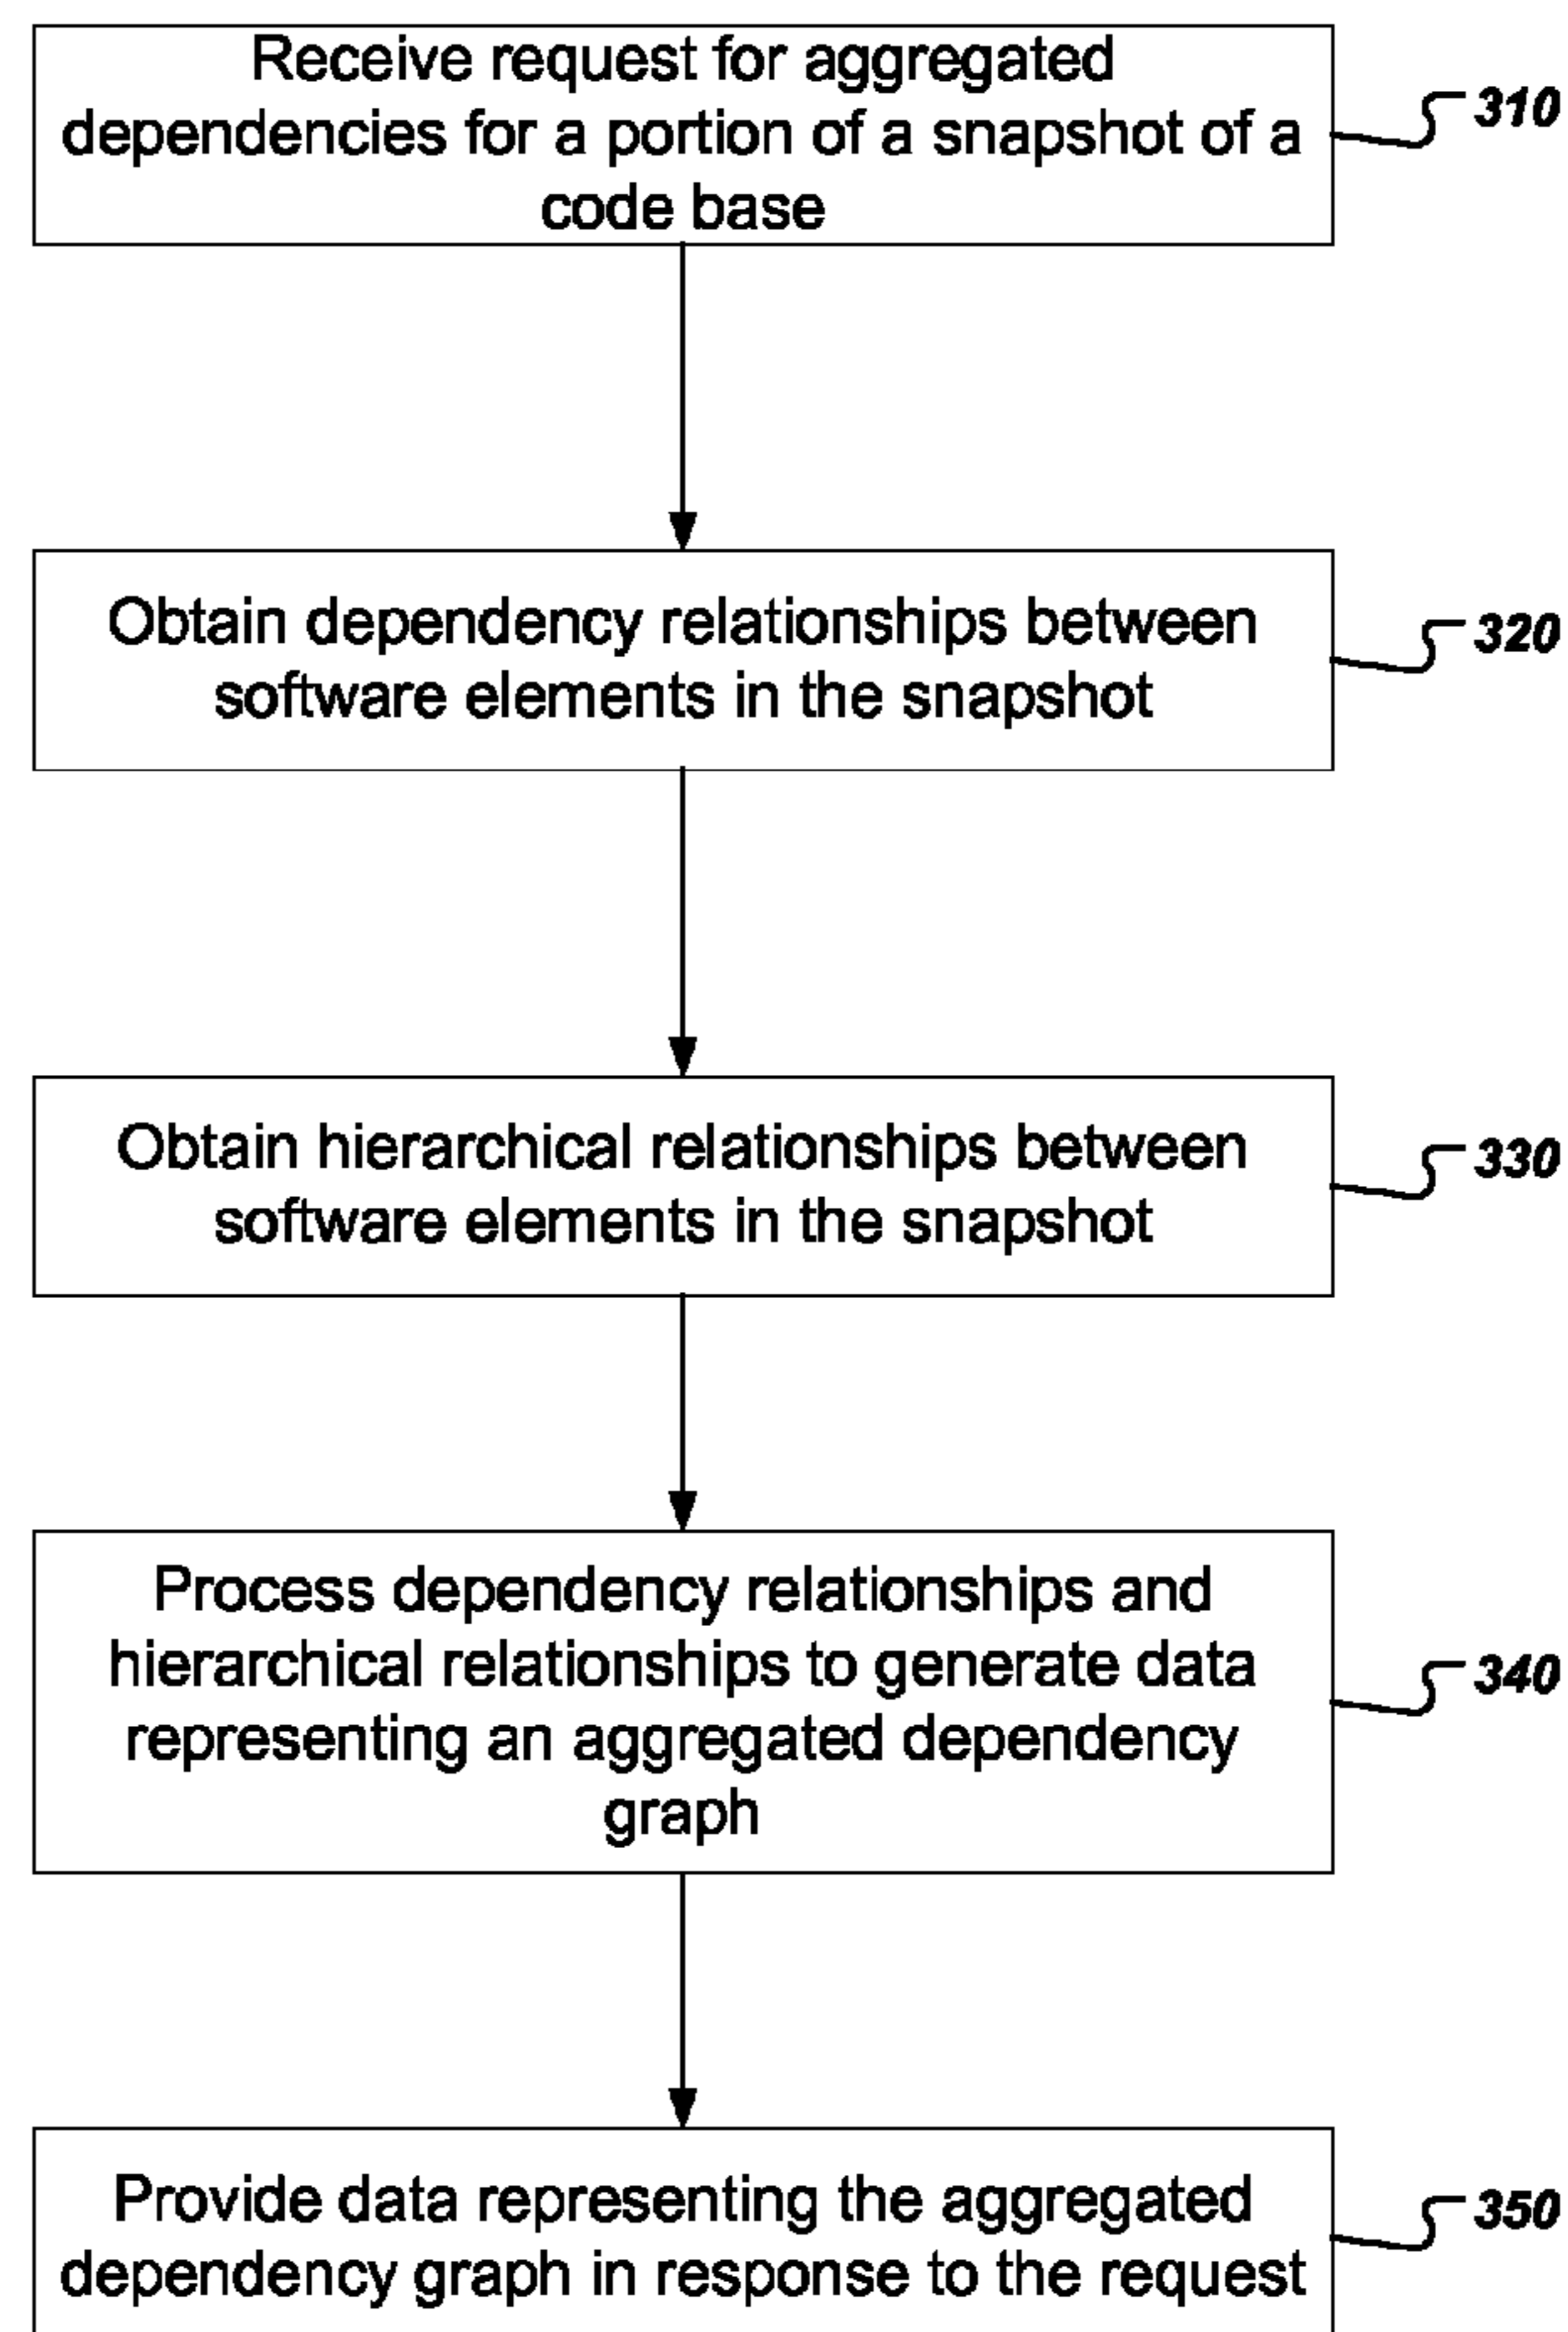 Receive request for aggregated
dependencies for a portion of a snapshot of a
code base
310
Obtain dependency relationships between
software elements in the snapshot
320
Obtain hierarchical relationships between
software elements in the snapshot
330
Process dependency relationships and
hierarchical relationships to generate data
representing an aggregated dependency
graph
340
Provide data representing the aggregated
dependency graph in response to the request
350